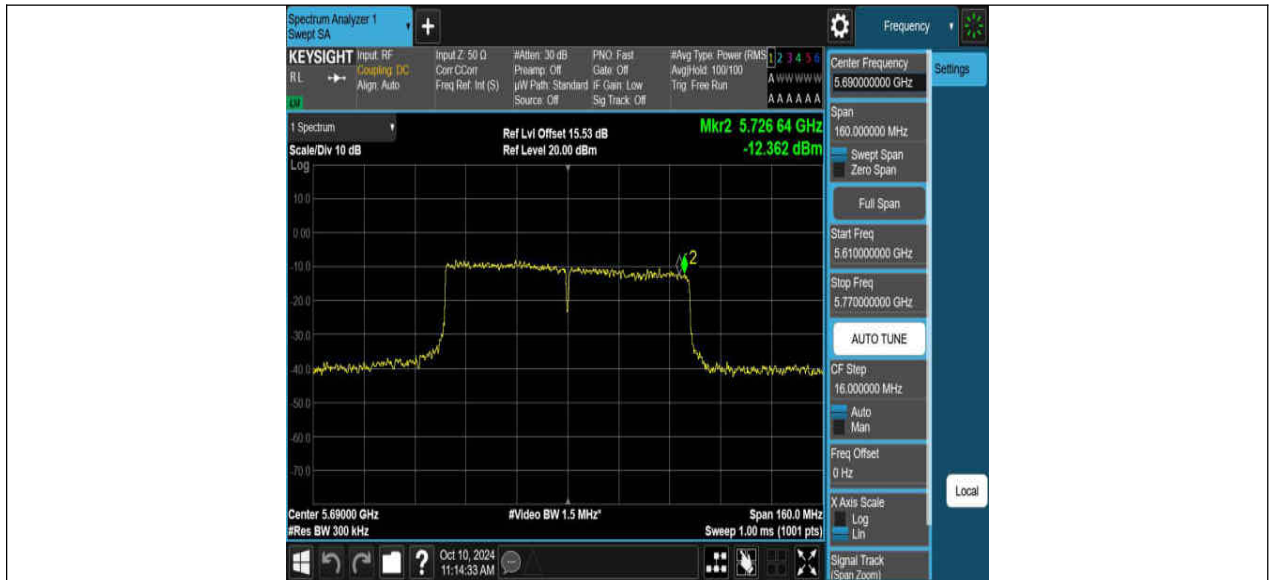 Spectrum Analyzer 1
Swept SA
+
Frequency
KEYSIGHT
RL
Input: RF
Coupling: DC
Align: Auto
Input Z: 50 Ω
Corr CCorr
Freq Ref: Int (S)
#Atten: 30 dB
Preamp: Off
µW Path: Standard
Source: Off
PNO: Fast
Gate: Off
IF Gain: Low
Sig Track: Off
#Avg Type: Power (RMS
Avg|Hold: 100/100
Trig: Free Run
1 2 3 4 5 6
A W W W W W
A A A A A A
1 Spectrum
Scale/Div 10 dB
Log
Ref Lvl Offset 15.53 dB
Ref Level 20.00 dBm
Mkr2 5.726 64 GHz
-12.362 dBm
10.0
0.00
-10.0
-20.0
-30.0
-40.0
-50.0
-60.0
-70.0
2
Center 5.69000 GHz
#Res BW 300 kHz
#Video BW 1.5 MHz*
Span 160.0 MHz
Sweep 1.00 ms (1001 pts)
?
Oct 10, 2024
11:14:33 AM
Center Frequency
5.690000000 GHz
Settings
Span
160.000000 MHz
Swept Span
Zero Span
Full Span
Start Freq
5.610000000 GHz
Stop Freq
5.770000000 GHz
AUTO TUNE
CF Step
16.000000 MHz
Auto
Man
Freq Offset
0 Hz
X Axis Scale
Log
Lin
Signal Track
(Span Zoom)
Local